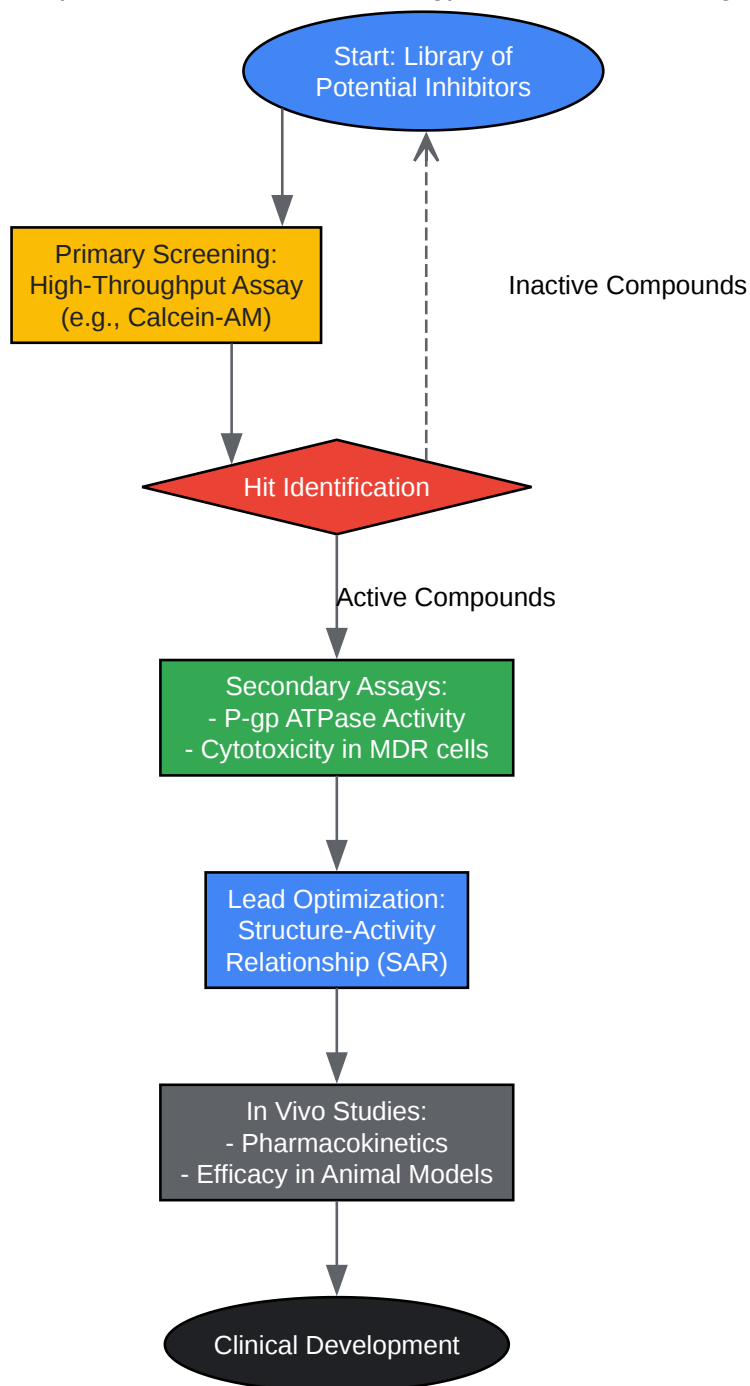 Start: Library of
Potential Inhibitors
Primary Screening:
High-Throughput Assay
(e.g., Calcein-AM)
Inactive Compounds
Hit Identification
Active Compounds
Secondary Assays:
- P-gp ATPase Activity
- Cytotoxicity in MDR cells
Lead Optimization:
Structure-Activity
Relationship (SAR)
In Vivo Studies:
- Pharmacokinetics
- Efficacy in Animal Models
Clinical Development